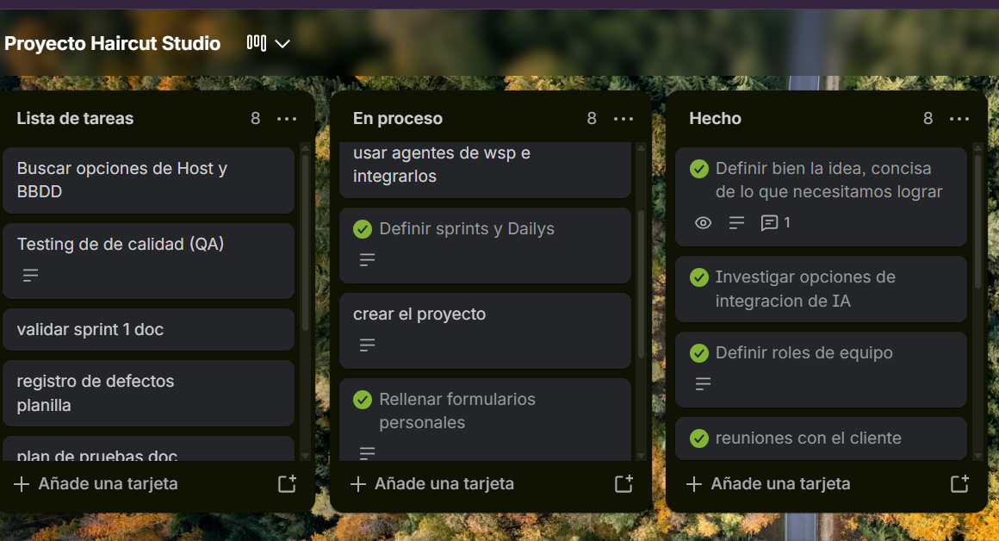 Proyecto Haircut Studio
Lista de tareas 8
Buscar opciones de Host y
BBDD
Testing de de calidad (QA)
validar sprint 1 doc
registro de defectos
planilla
plan de pruebas doc
Añade una tarjeta
En proceso 8
usar agentes de wsp e
integrarlos
Definir sprints y Dailys
crear el proyecto
Rellenar formularios
personales
Añade una tarjeta
Hecho 8
Definir bien la idea, concisa
de lo que necesitamos lograr
1
Investigar opciones de
integracion de IA
Definir roles de equipo
reuniones con el cliente
Añade una tarjeta